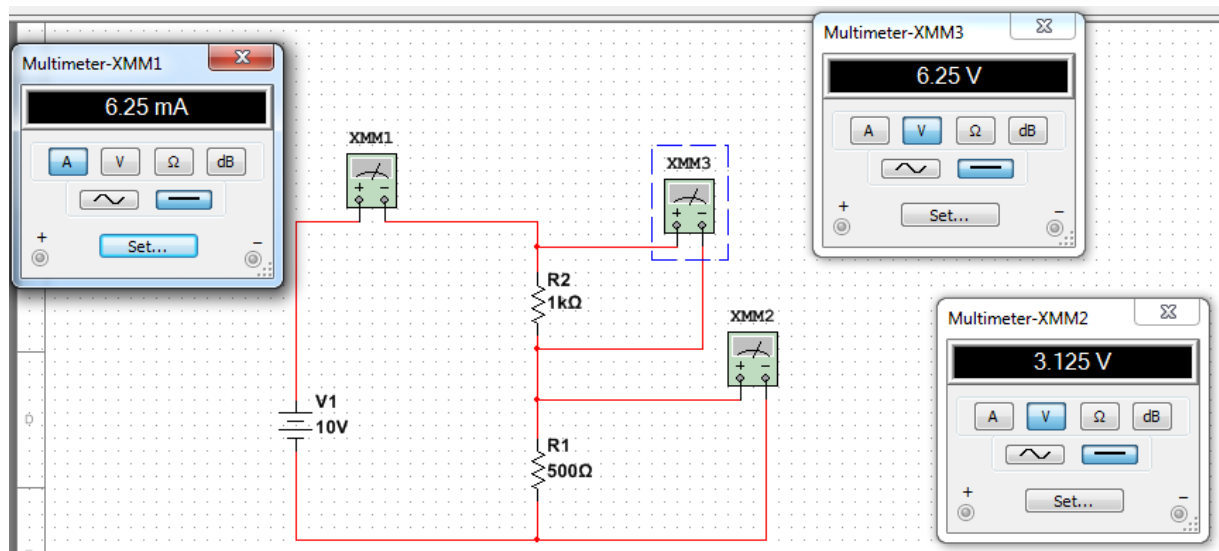 Multimeter-XMM1
6.25 mA
A V Ω dB
+ -
Set...
Multimeter-XMM3
6.25 V
A V Ω dB
+ -
Set...
Multimeter-XMM2
3.125 V
A V Ω dB
+ -
Set...
XMM1
+ -
XMM3
+ -
R2
1kΩ
XMM2
+ -
V1
10V
R1
500Ω